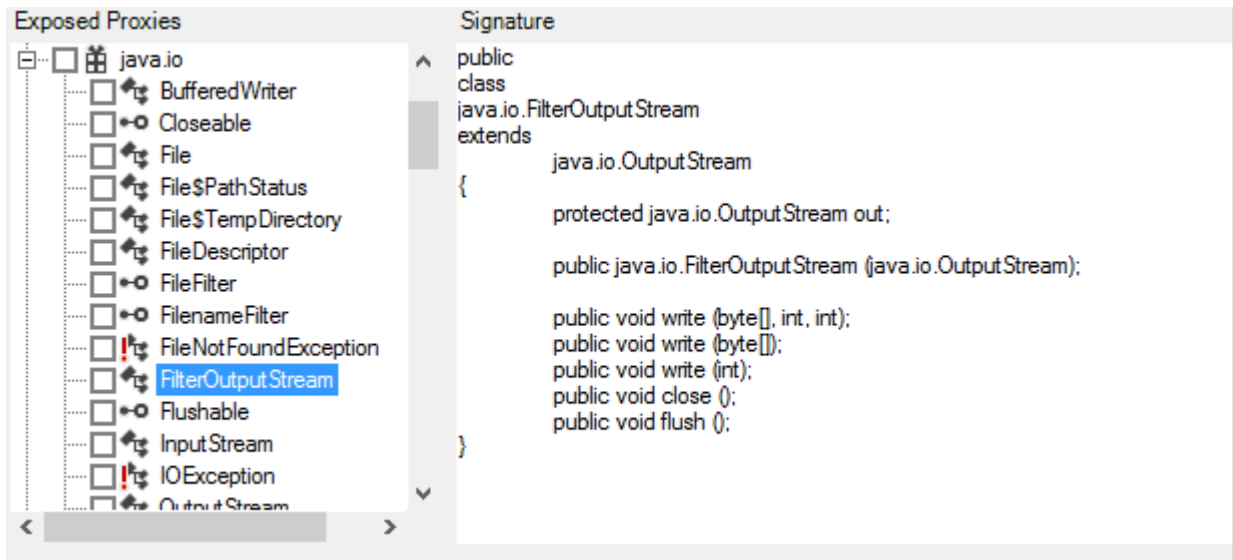 Exposed Proxies
java.io
BufferedWriter
Closeable
File
File$PathStatus
File$TempDirectory
FileDescriptor
FileFilter
FilenameFilter
FileNotFoundException
FilterOutputStream
Flushable
InputStream
IOException
OutputStream
Signature
public
class
java.io.FilterOutputStream
extends
java.io.OutputStream
{
protected java.io.OutputStream out;
public java.io.FilterOutputStream (java.io.OutputStream);
public void write (byte[], int, int);
public void write (byte[]);
public void write (int);
public void close ();
public void flush ();
}